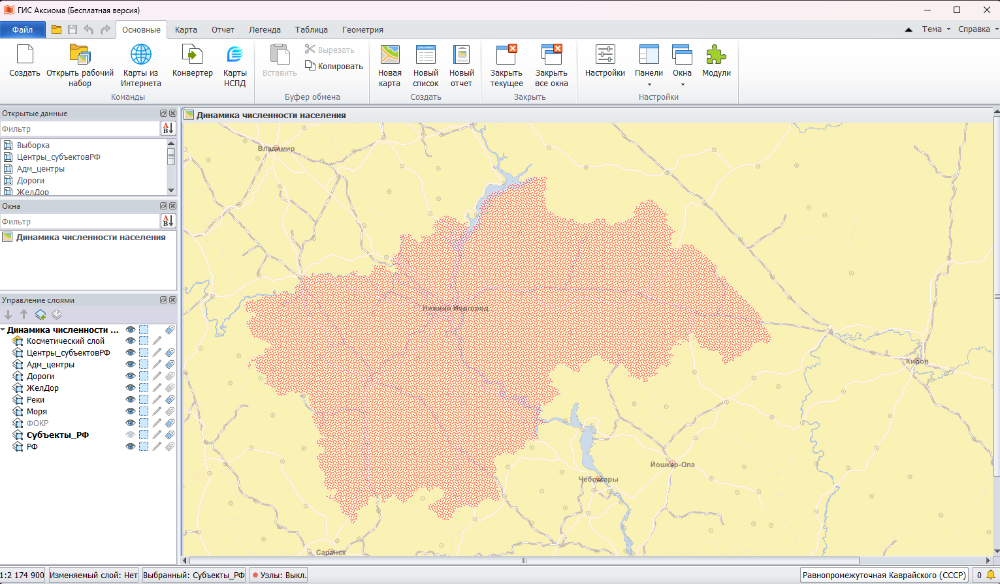 ГИС Аксиома (Бесплатная версия)
Файл Основные Карта Отчет Легенда Таблица Геометрия Тема Справка
Создать
Открыть рабочий набор
Карты из Интернета
Конвертер
Карты НСПД
Команды
Вставить
Вырезать
Копировать
Буфер обмена
Новая карта
Новый список
Новый отчет
Создать
Закрыть текущее
Закрыть все окна
Закрыть
Настройки
Панели
Окна
Модули
Настройки
Открытые данные
Фильтр
Выборка
Центры_субъектовРФ
Адм_центры
Дороги
ЖелДор
Окна
Фильтр
Динамика численности населения
Управление слоями
Динамика численности ...
Косметический слой
Центры_субъектовРФ
Адм_центры
Дороги
ЖелДор
Реки
Моря
ФОКР
Субъекты_РФ
РФ
Динамика численности населения
Владимир
Нижний Новгород
Киров
Йошкар-Ола
Чебоксары
Саранск
1:2 174 900 Изменяемый слой: Нет Выбранный: Субъекты_РФ Узлы: Выкл. Равнопромежуточная Каврайского (СССР) 0